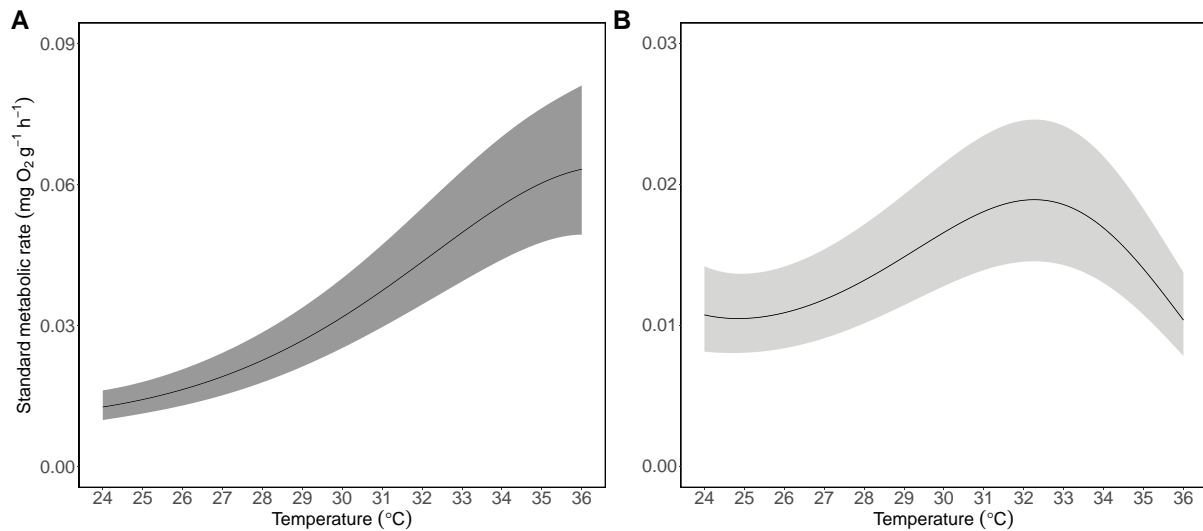 A
B
Standard metabolic rate (mg O₂ g⁻¹ h⁻¹)
0.09
0.06
0.03
0.00
24 25 26 27 28 29 30 31 32 33 34 35 36
Temperature (°C)
0.03
0.02
0.01
0.00
24 25 26 27 28 29 30 31 32 33 34 35 36
Temperature (°C)